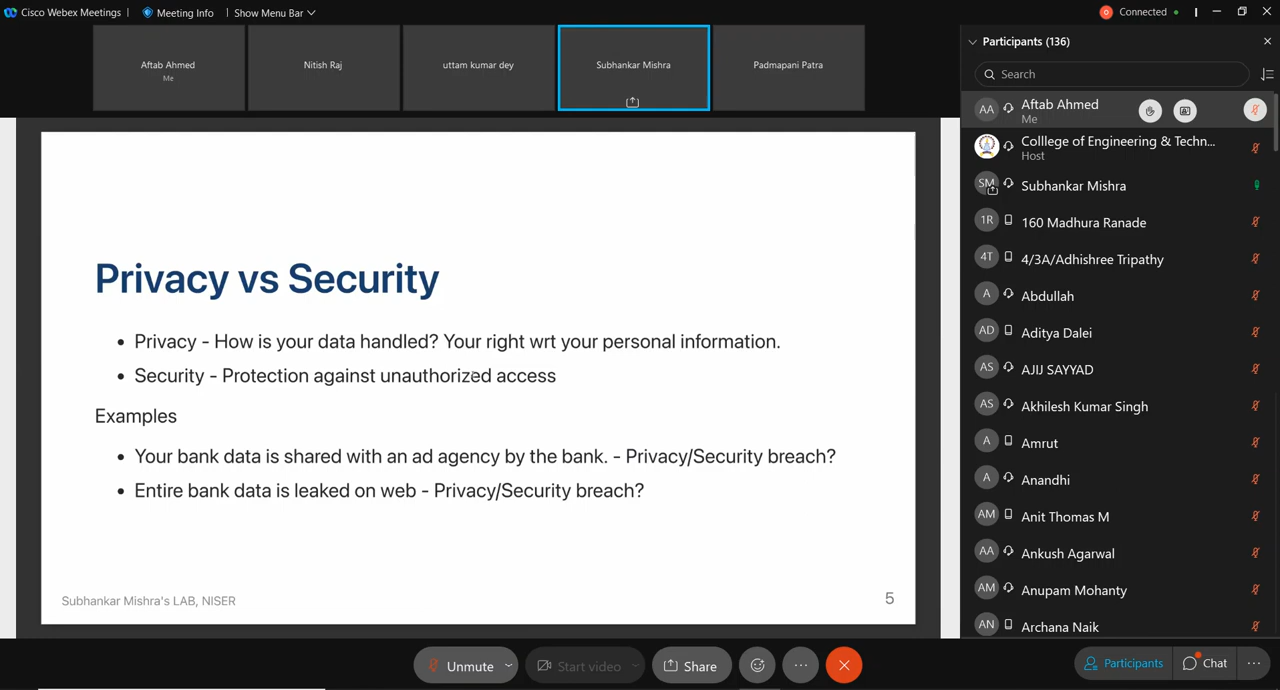 Cisco Webex Meetings | Meeting Info | Show Menu Bar
Connected
Aftab Ahmed
Me
Nitish Raj
uttam kumar dey
Subhankar Mishra
Padmapani Patra
Privacy vs Security
• Privacy - How is your data handled? Your right wrt your personal information.
• Security - Protection against unauthorized access
Examples
• Your bank data is shared with an ad agency by the bank. - Privacy/Security breach?
• Entire bank data is leaked on web - Privacy/Security breach?
Subhankar Mishra's LAB, NISER
5
Participants (136)
Search
AA Aftab Ahmed
Me
Colllege of Engineering & Techn...
Host
SM Subhankar Mishra
1R 160 Madhura Ranade
4T 4/3A/Adhishree Tripathy
A Abdullah
AD Aditya Dalei
AS AJIJ SAYYAD
AS Akhilesh Kumar Singh
A Amrut
A Anandhi
AM Anit Thomas M
AA Ankush Agarwal
AM Anupam Mohanty
AN Archana Naik
Unmute
Start video
Share
Participants
Chat